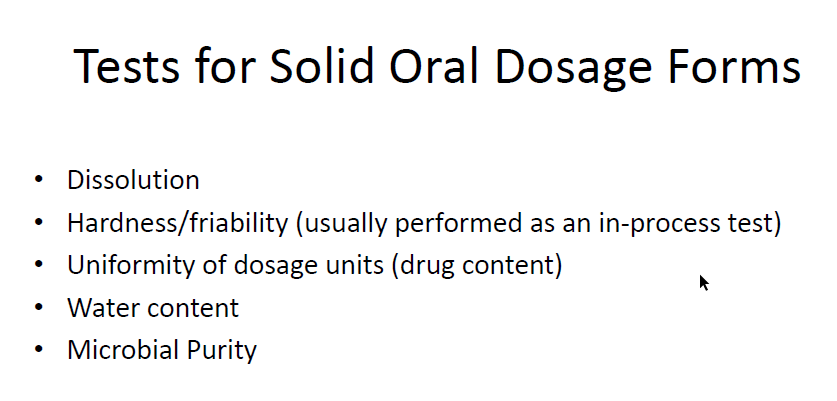 Tests for Solid Oral Dosage Forms
• Dissolution
• Hardness/friability (usually performed as an in-process test)
• Uniformity of dosage units (drug content)
• Water content
• Microbial Purity